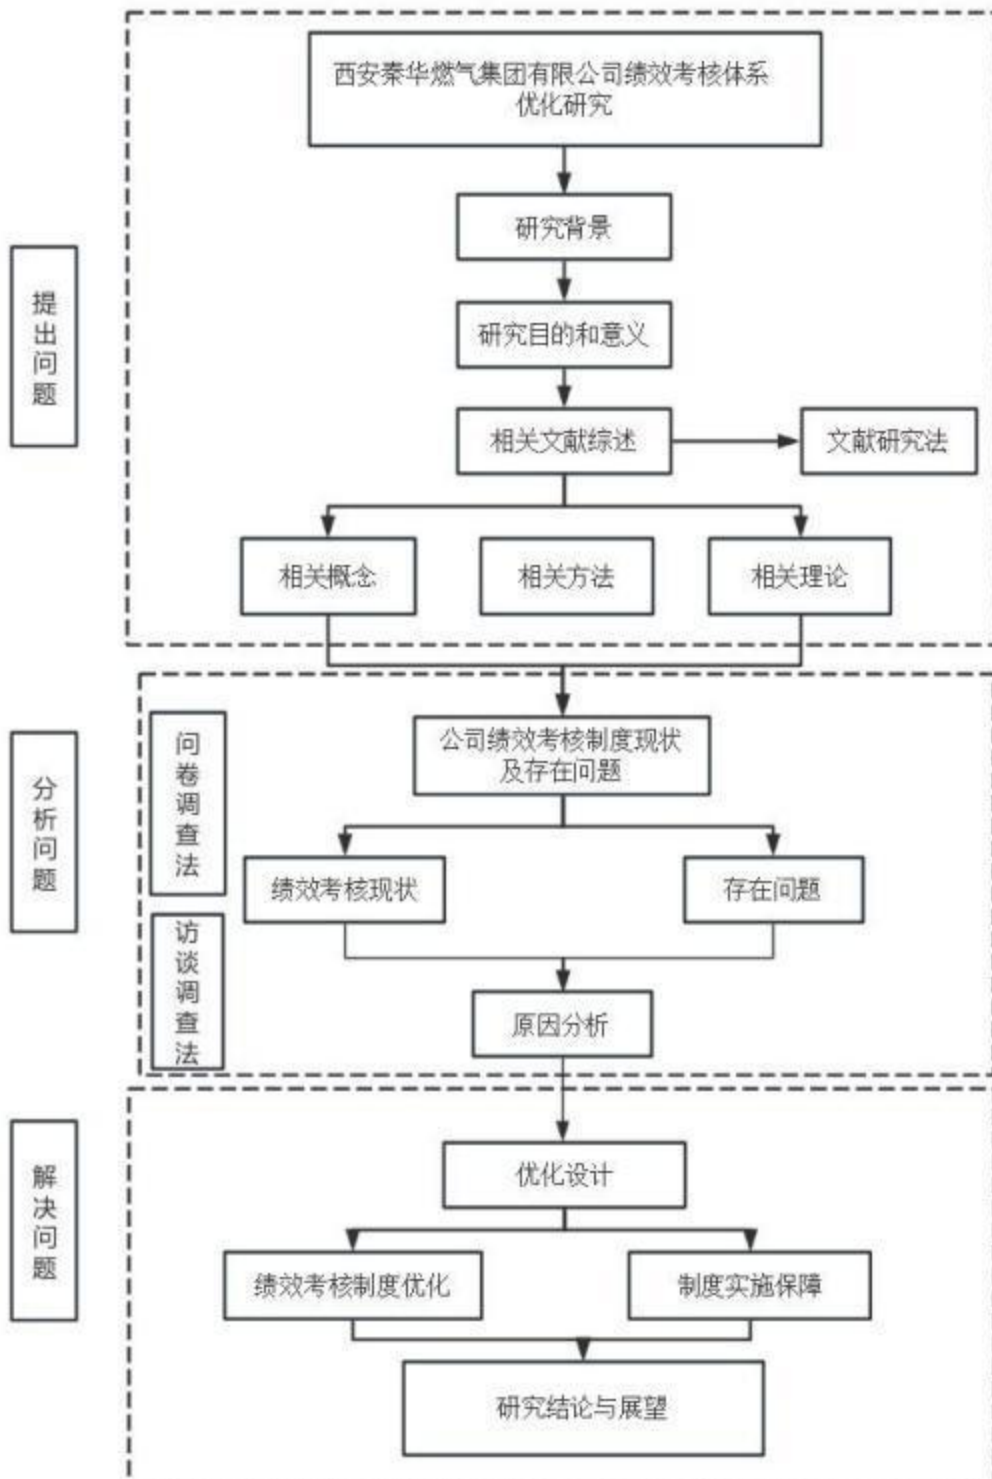 西安秦华燃气集团有限公司绩效考核体系
优化研究
研究背景
提出问题
研究目的和意义
相关文献综述
文献研究法
相关概念
相关方法
相关理论
分析问题
问卷调查法
公司绩效考核制度现状
及存在问题
绩效考核现状
存在问题
访谈调查法
原因分析
解决问题
优化设计
绩效考核制度优化
制度实施保障
研究结论与展望